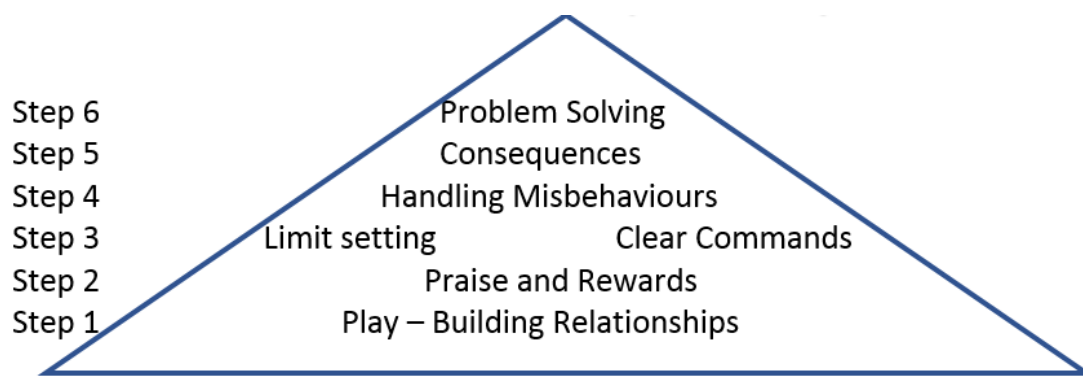 Step 6 Problem Solving
Step 5 Consequences
Step 4 Handling Misbehaviours
Step 3 Limit setting Clear Commands
Step 2 Praise and Rewards
Step 1 Play – Building Relationships